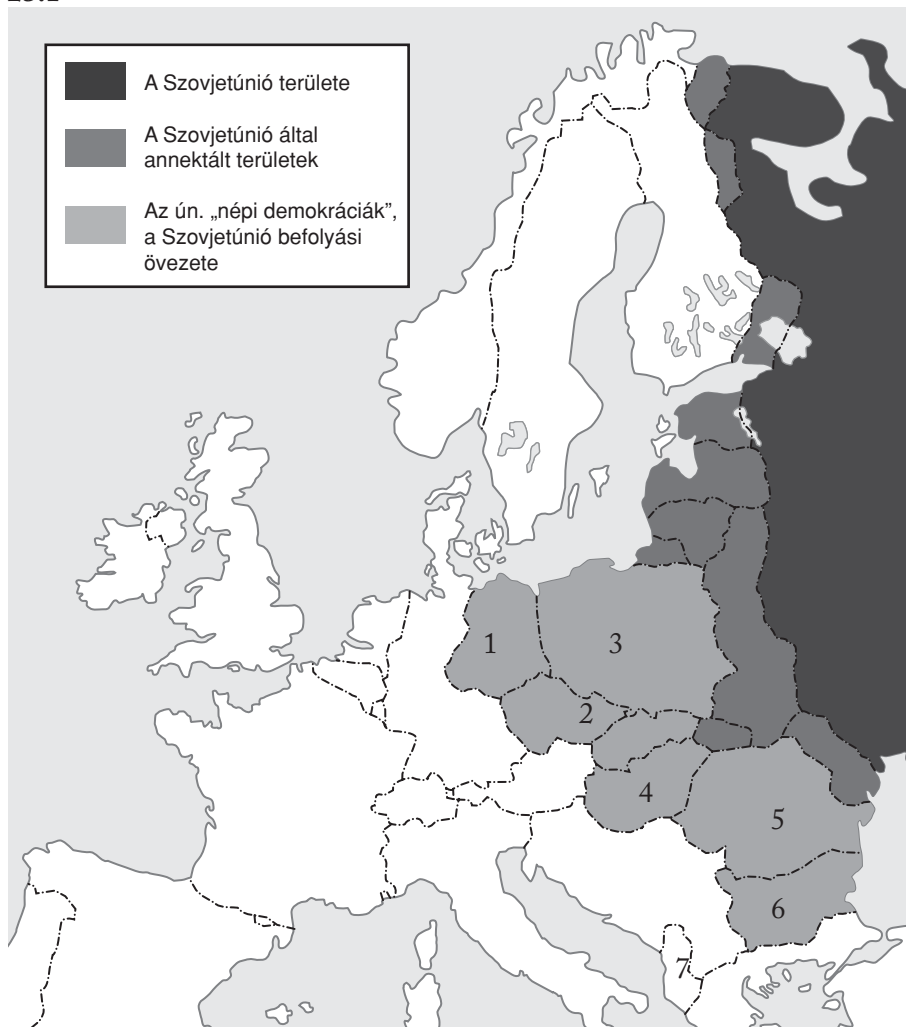 A Szovjetúnió területe
A Szovjetúnió által
annektált területek
Az ún. „népi demokráciák”,
a Szovjetúnió befolyási
övezete
1
3
2
4
5
6
7